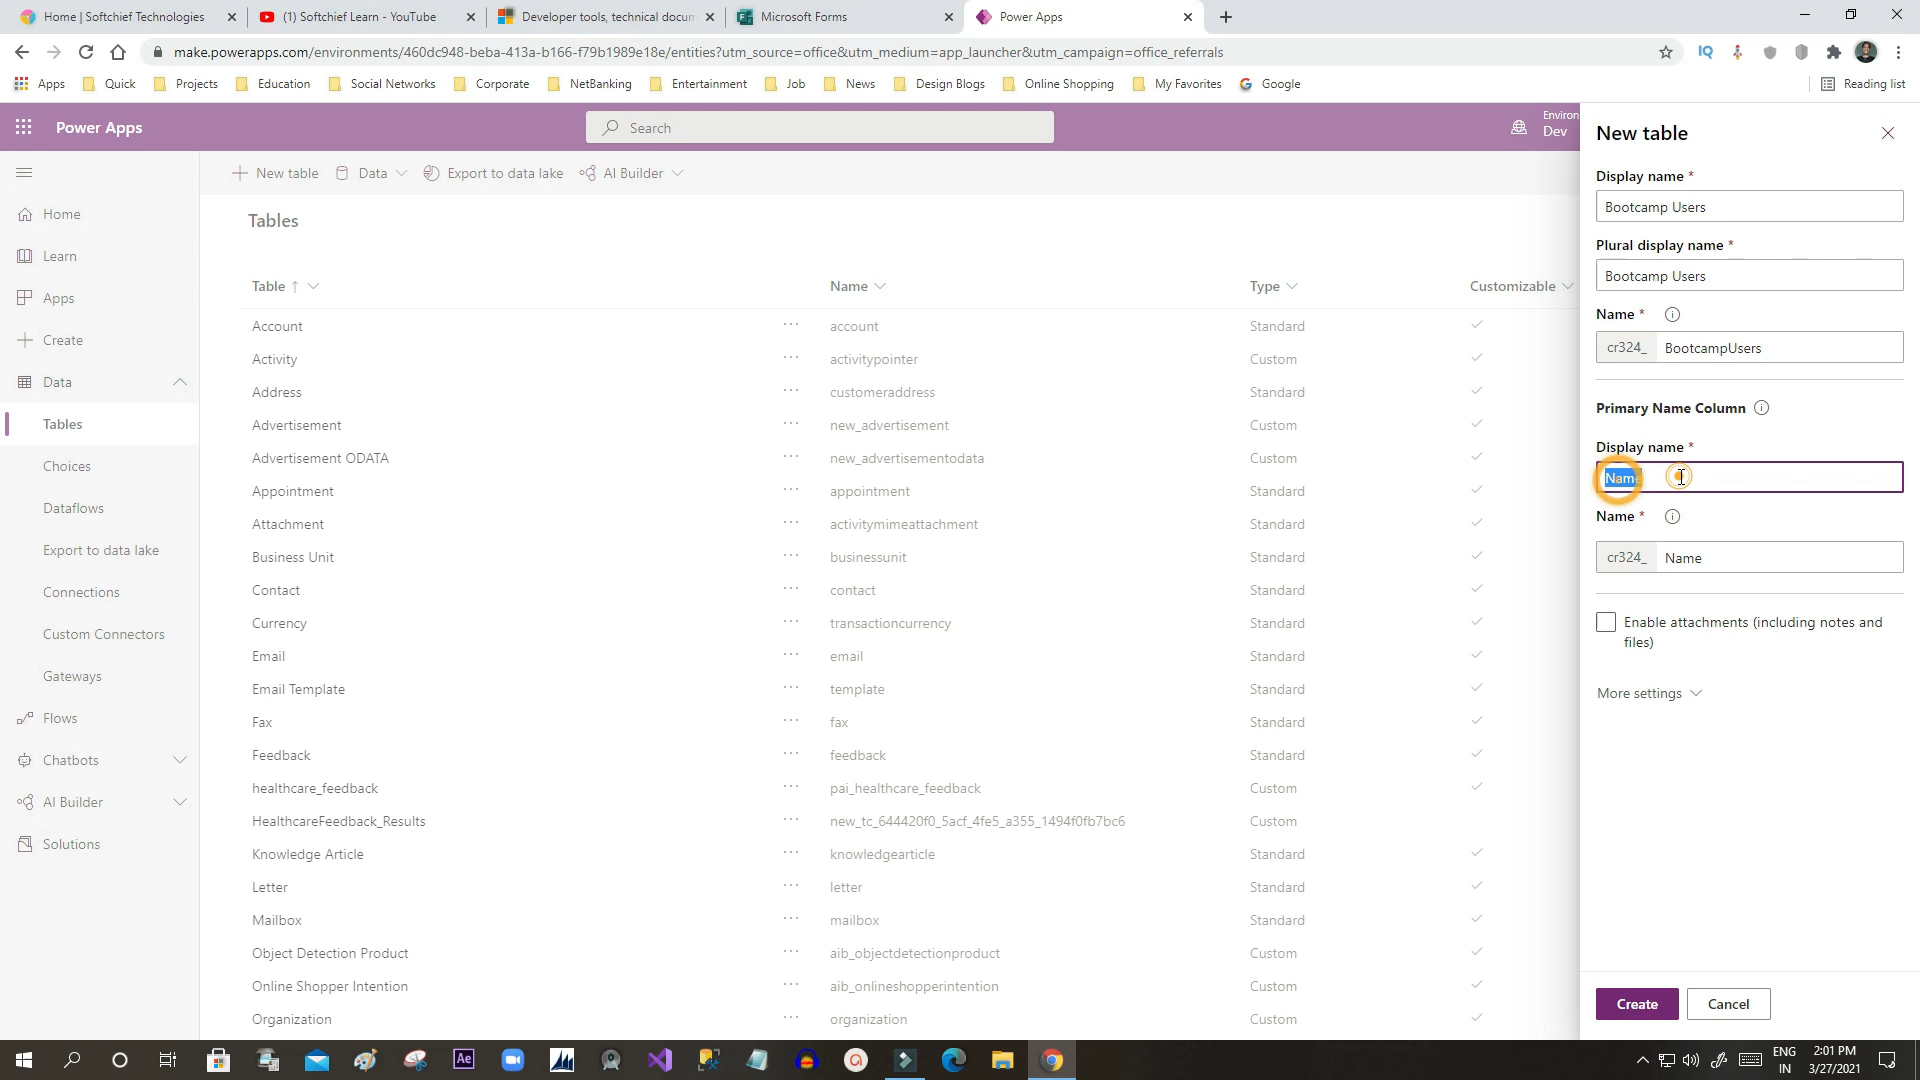 Home | Softchief Technologies
(1) Softchief Learn - YouTube
Developer tools, technical docum
Microsoft Forms
Power Apps
make.powerapps.com/environments/460dc948-beba-413a-b166-f79b1989e18e/entities?utm_source=office&utm_medium=app_launcher&utm_campaign=office_referrals
Apps
Quick
Projects
Education
Social Networks
Corporate
NetBanking
Entertainment
Job
News
Design Blogs
Online Shopping
My Favorites
Google
Reading list
Power Apps
Search
Environ
Dev
New table
Data
Export to data lake
AI Builder
Home
Learn
Apps
Create
Data
Tables
Choices
Dataflows
Export to data lake
Connections
Custom Connectors
Gateways
Flows
Chatbots
AI Builder
Solutions
Tables
Table Name Type Customizable
Account account Standard
Activity activitypointer Custom
Address customeraddress Standard
Advertisement new_advertisement Custom
Advertisement ODATA new_advertisementodata Custom
Appointment appointment Standard
Attachment activitymimeattachment Standard
Business Unit businessunit Standard
Contact contact Standard
Currency transactioncurrency Standard
Email email Standard
Email Template template Standard
Fax fax Standard
Feedback feedback Standard
healthcare_feedback pai_healthcare_feedback Custom
HealthcareFeedback_Results new_tc_644420f0_5acf_4fe5_a355_1494f0fb7bc6 Custom
Knowledge Article knowledgearticle Standard
Letter letter Standard
Mailbox mailbox Standard
Object Detection Product aib_objectdetectionproduct Custom
Online Shopper Intention aib_onlineshopperintention Custom
Organization organization Custom
New table
Display name *
Bootcamp Users
Plural display name *
Bootcamp Users
Name *
cr324_ BootcampUsers
Primary Name Column
Display name *
Name
Name *
cr324_ Name
Enable attachments (including notes and
files)
More settings
Create
Cancel
Ae
ENG
IN
2:01 PM
3/27/2021